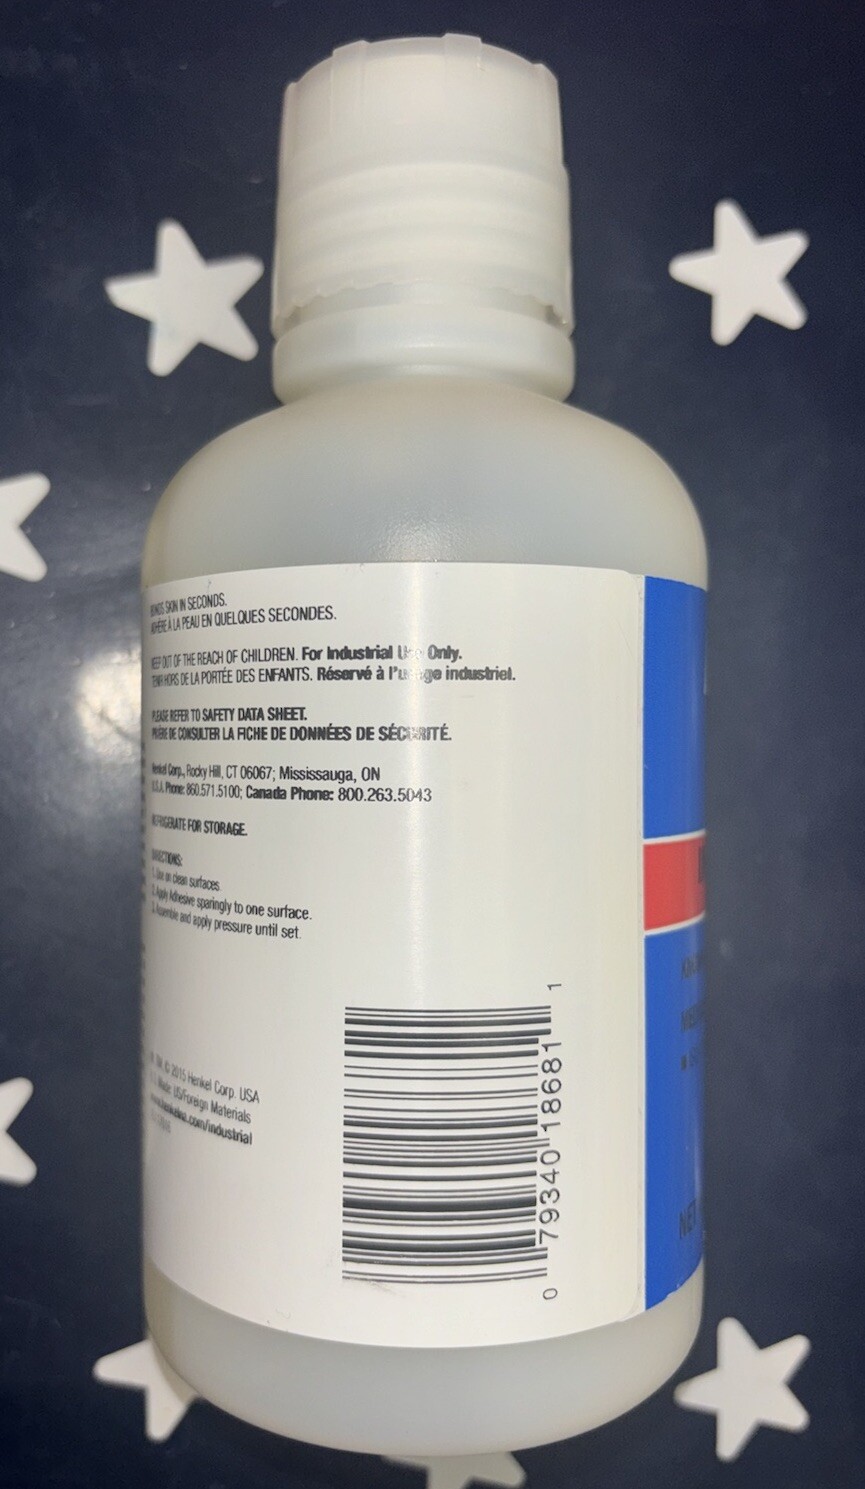 BONDS SKIN IN SECONDS.
ADHÈRE À LA PEAU EN QUELQUES SECONDES.
KEEP OUT OF THE REACH OF CHILDREN. For Industrial Use Only.
TENIR HORS DE LA PORTÉE DES ENFANTS. Réservé à l'usage industriel.
PLEASE REFER TO SAFETY DATA SHEET.
PRIÈRE DE CONSULTER LA FICHE DE DONNÉES DE SÉCURITÉ.
Henkel Corp., Rocky Hill, CT 06067; Mississauga, ON
U.S.A. Phone: 860.571.5100; Canada Phone: 800.263.5043
REFRIGERATE FOR STORAGE.
DIRECTIONS:
1. Use on clean surfaces.
2. Apply Adhesive sparingly to one surface.
3. Assemble and apply pressure until set.
© 2015 Henkel Corp. USA
Made: US/Foreign Materials
www.henkelna.com/industrial
0 79340 18681 1
NET